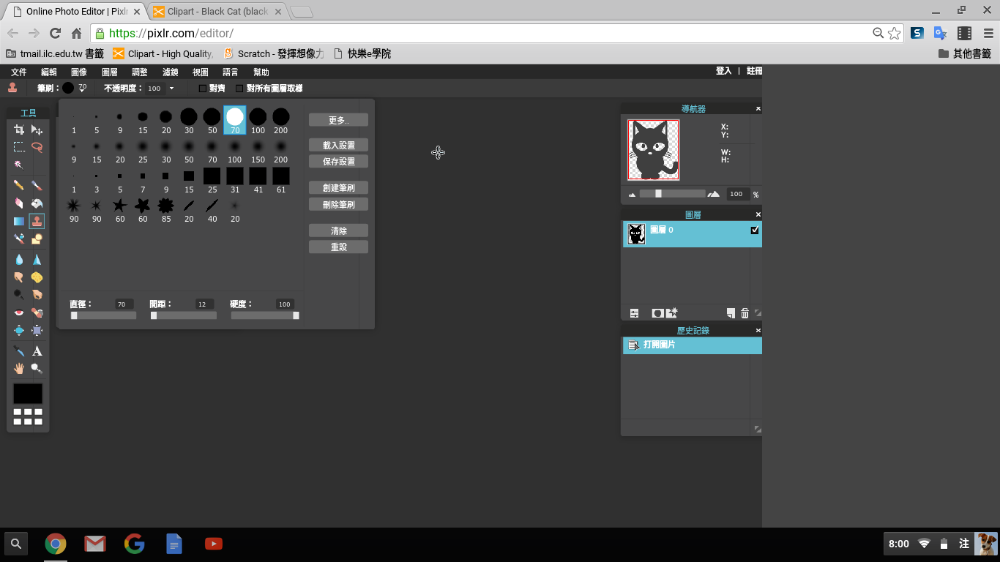 Online Photo Editor | Pixlr
Clipart - Black Cat (black
https://pixlr.com/editor/
tmail.ilc.edu.tw 書籤
Clipart - High Quality,
Scratch - 發揮想像力
快樂e學院
其他書籤
文件 編輯 圖像 圖層 調整 濾鏡 視圖 語言 幫助
登入 | 註冊
筆刷： 70 不透明度： 100 對齊 對所有圖層取樣
工具
1 5 9 15 20 30 50 70 100 200
9 15 20 25 30 50 70 100 150 200
1 3 5 7 9 15 25 31 41 61
90 90 60 60 85 20 40 20
更多..
載入設置
保存設置
創建筆刷
刪除筆刷
清除
重設
直徑： 70 間距： 12 硬度： 100
A
導航器
X:
Y:
W:
H:
100 %
圖層
圖層 0
歷史記錄
打開圖片
8:00 注